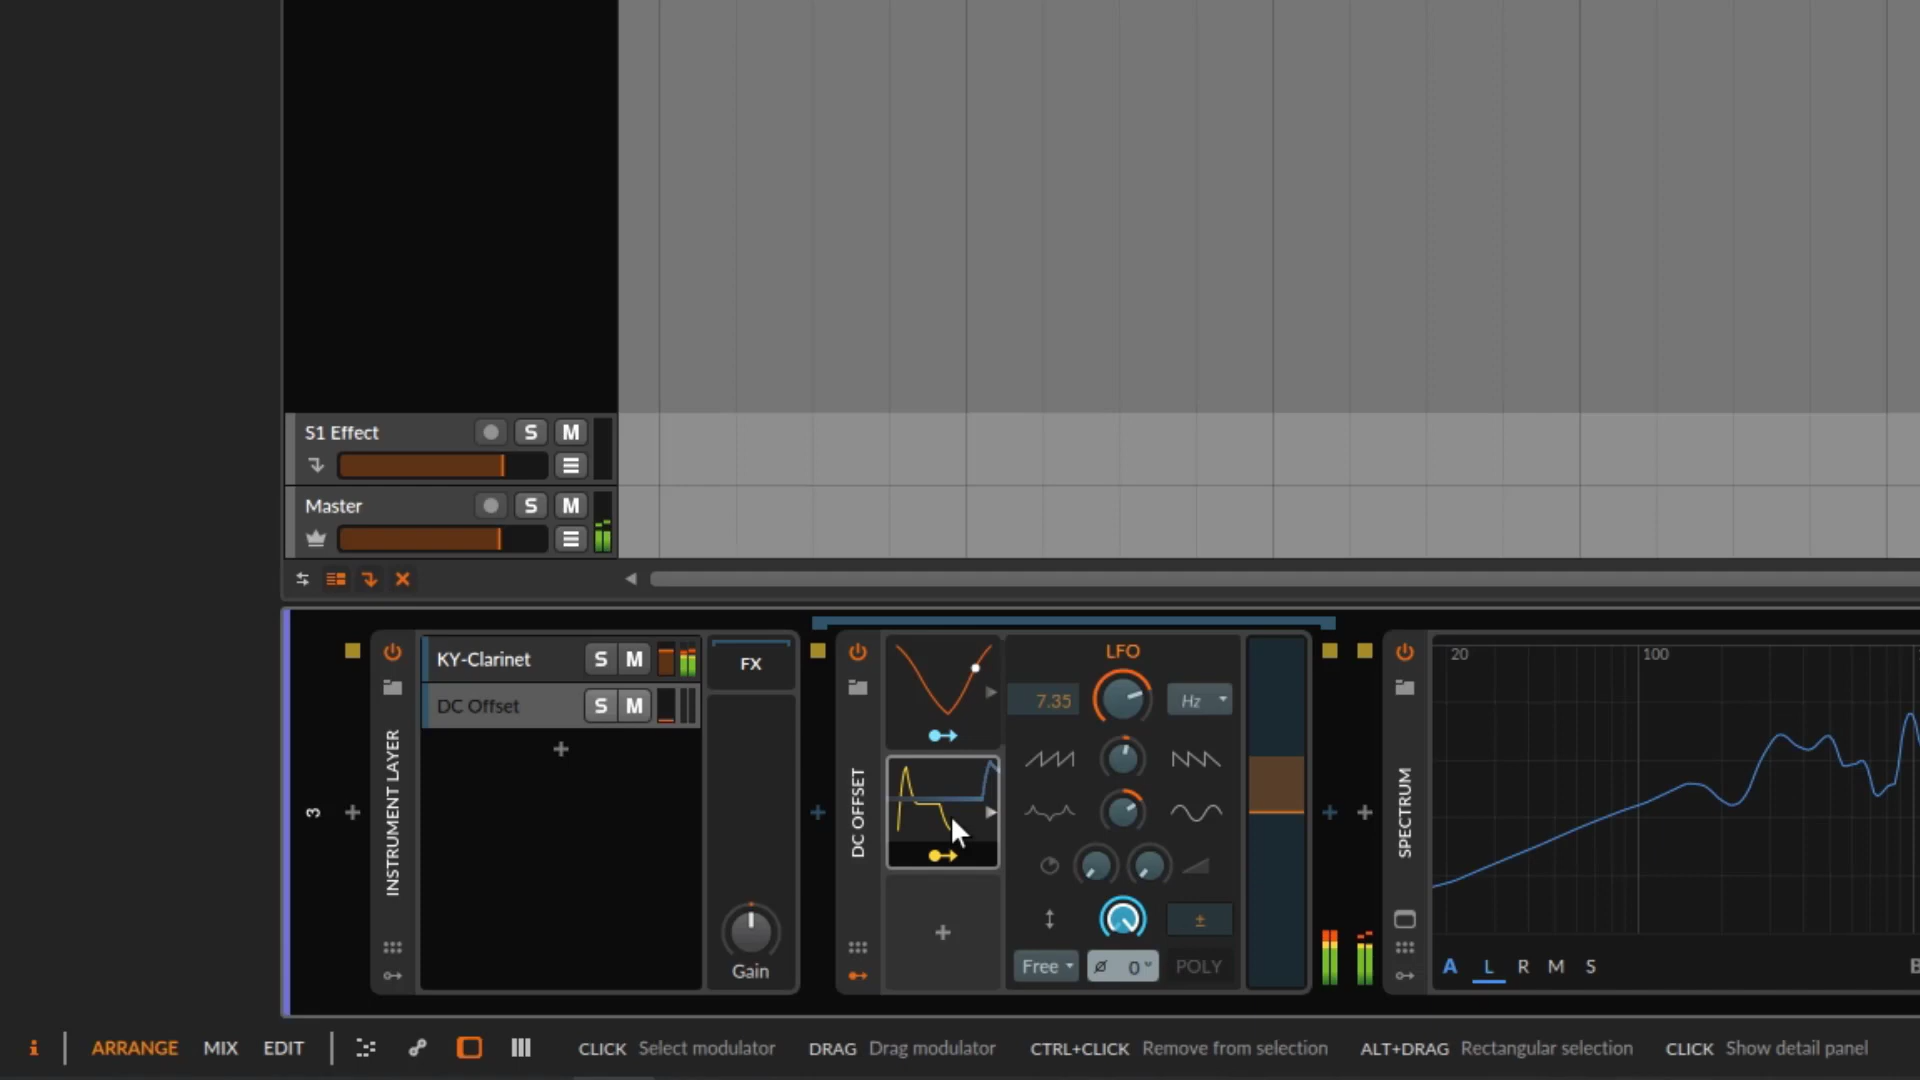 S1 Effect
S M
Master
S M
3
INSTRUMENT LAYER
KY-Clarinet S M
DC Offset S M
FX
Gain
DC OFFSET
LFO
7.35 Hz
±
Free ø 0° POLY
SPECTRUM
20 100
A L R M S
i ARRANGE MIX EDIT CLICK Select modulator DRAG Drag modulator CTRL+CLICK Remove from selection ALT+DRAG Rectangular selection CLICK Show detail panel